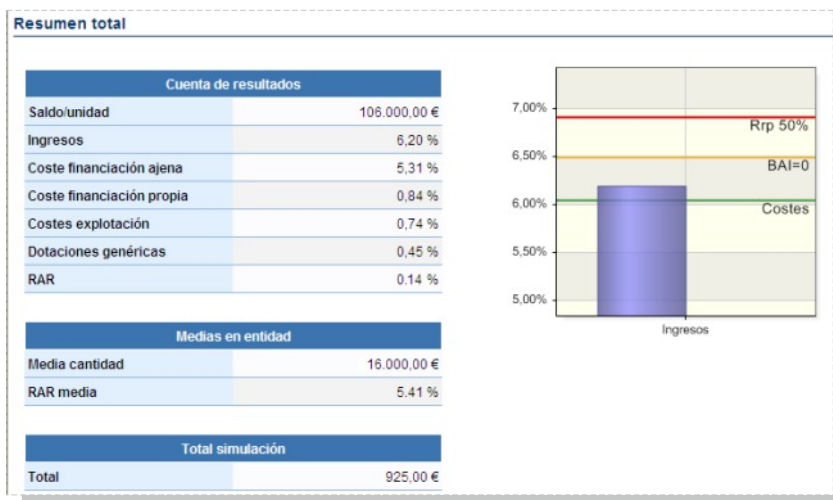 Resumen total
Cuenta de resultados
Saldo/unidad 106.000,00 €
Ingresos 6,20 %
Coste financiación ajena 5,31 %
Coste financiación propia 0,84 %
Costes explotación 0,74 %
Dotaciones genéricas 0,45 %
RAR 0.14 %
Medias en entidad
Media cantidad 16.000,00 €
RAR media 5.41 %
Total simulación
Total 925,00 €
7,00%
6,50%
6,00%
5,50%
5,00%
Rrp 50%
BAI=0
Costes
Ingresos